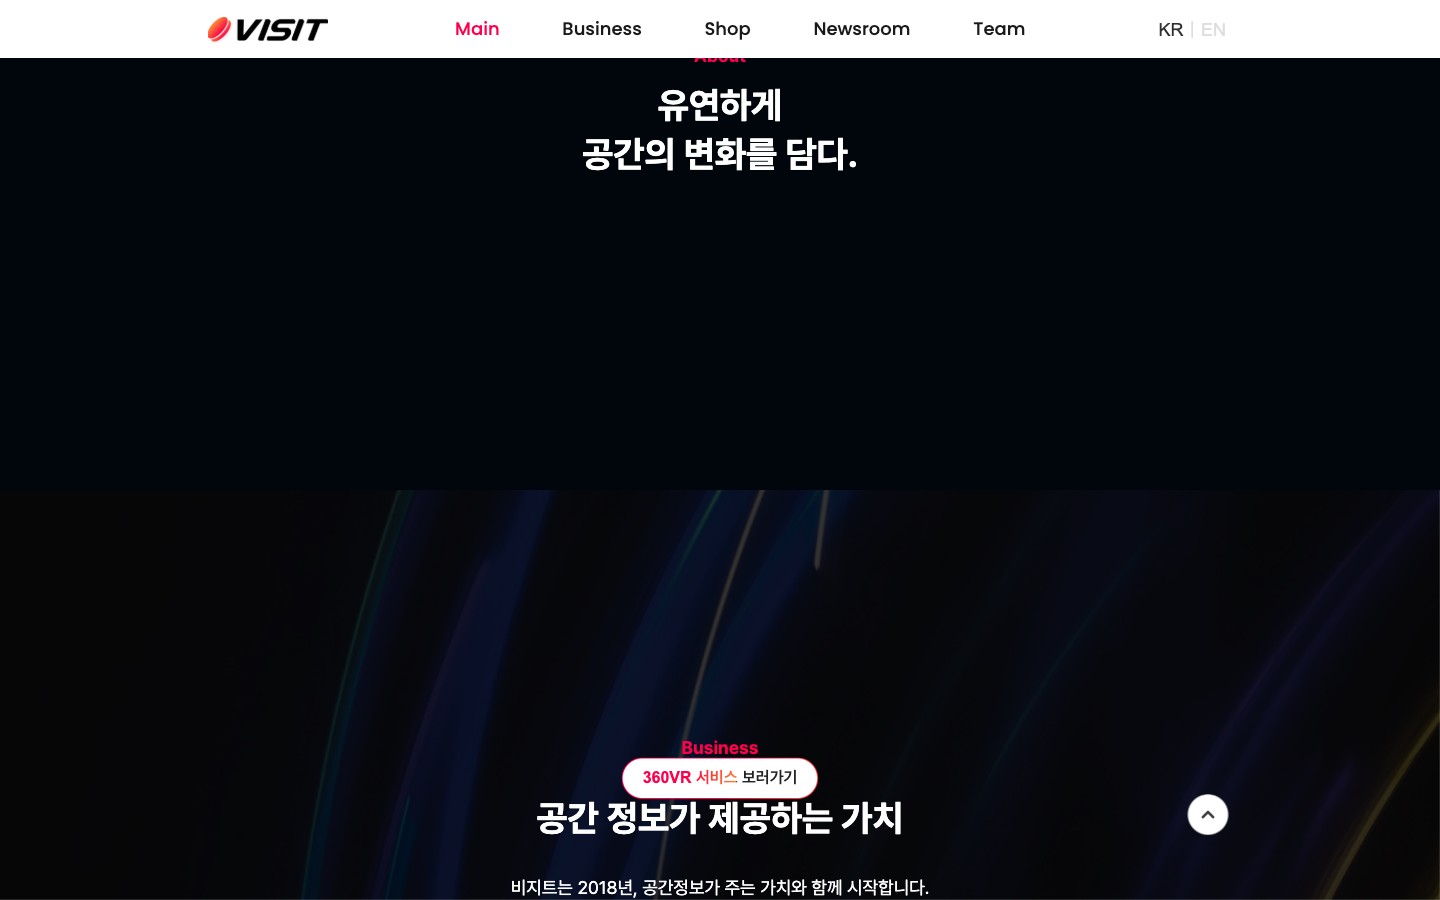 VISIT
Main
Business
Shop
Newsroom
Team
KR | EN
About
유연하게
공간의 변화를 담다.
Business
360VR 서비스 보러가기
공간 정보가 제공하는 가치
비지트는 2018년, 공간정보가 주는 가치와 함께 시작합니다.